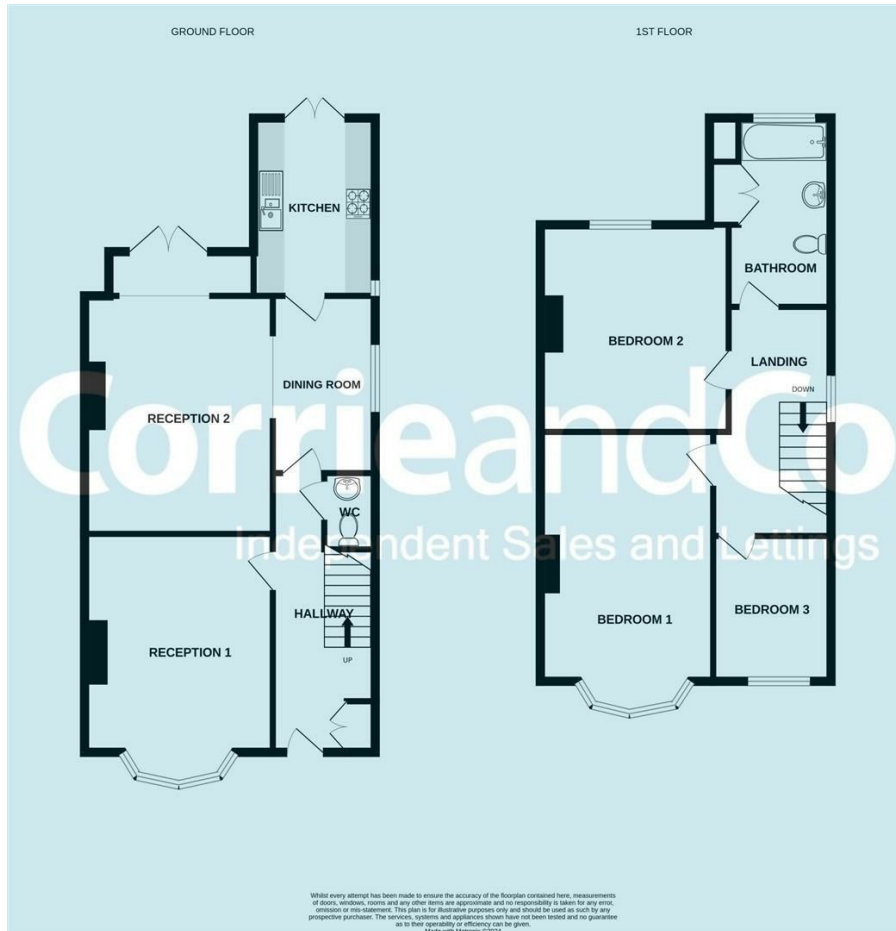 GROUND FLOOR
1ST FLOOR
KITCHEN
BATHROOM
BEDROOM 2
LANDING
DINING ROOM
DOWN
RECEPTION 2
CorrieandCo
WC
Independent Sales and Lettings
HALLWAY
BEDROOM 3
BEDROOM 1
RECEPTION 1
UP
Whilst every attempt has been made to ensure the accuracy of the floorplan contained here, measurements
of doors, windows, rooms and any other items are approximate and no responsibility is taken for any error,
omission or mis-statement. This plan is for illustrative purposes only and should be used as such by any
prospective purchaser. The services, systems and appliances shown have not been tested and no guarantee
as to their operability or efficiency can be given.
Made with Metropix ©2024